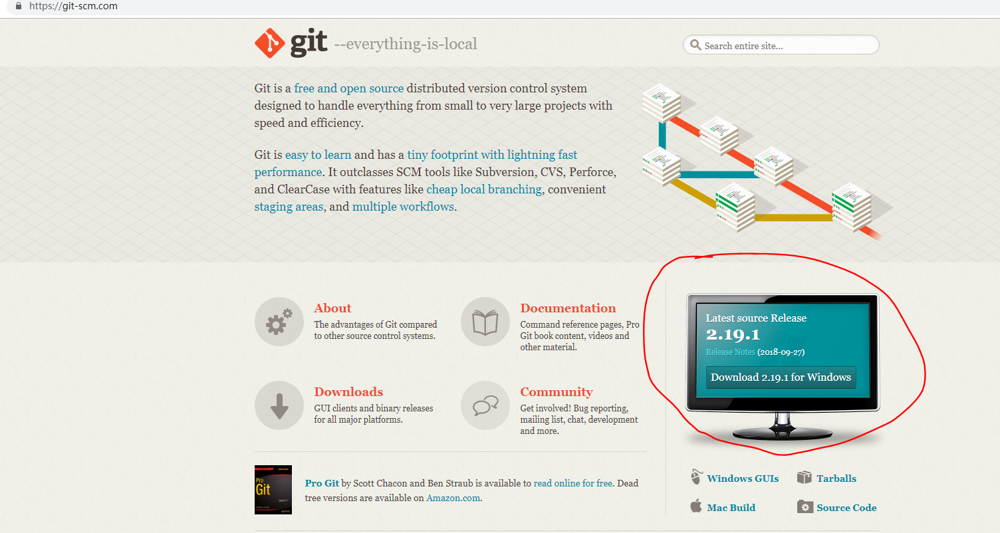 https://git-scm.com
git --everything-is-local
Search entire site...
Git is a free and open source distributed version control system
designed to handle everything from small to very large projects with
speed and efficiency.
Git is easy to learn and has a tiny footprint with lightning fast
performance. It outclasses SCM tools like Subversion, CVS, Perforce,
and ClearCase with features like cheap local branching, convenient
staging areas, and multiple workflows.
About
The advantages of Git compared
to other source control systems.
Documentation
Command reference pages, Pro
Git book content, videos and
other material.
Downloads
GUI clients and binary releases
for all major platforms.
Community
Get involved! Bug reporting,
mailing list, chat, development
and more.
Pro
Git
Pro Git by Scott Chacon and Ben Straub is available to read online for free. Dead
tree versions are available on Amazon.com.
Latest source Release
2.19.1
Release Notes (2018-09-27)
Download 2.19.1 for Windows
Windows GUIs
Tarballs
Mac Build
Source Code